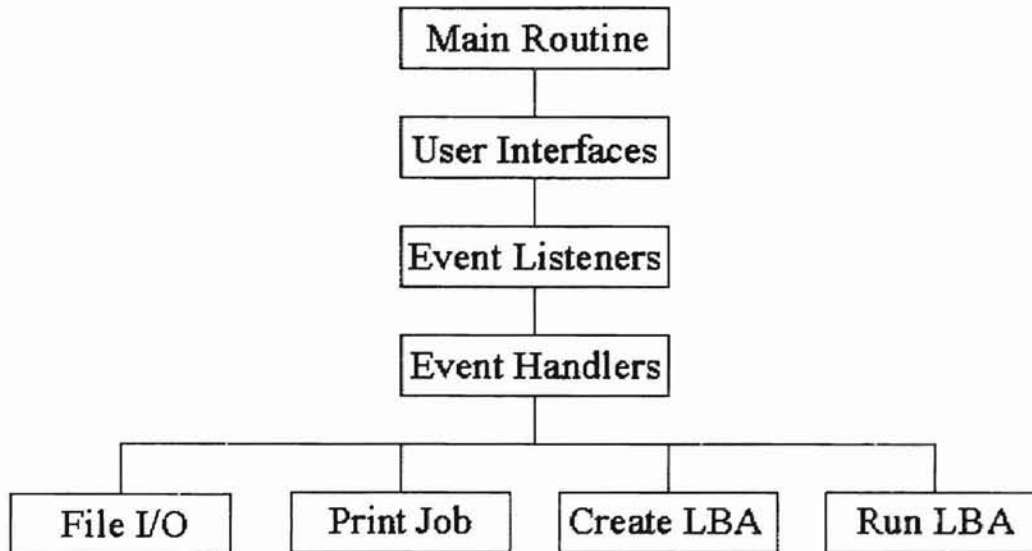 Main Routine
User Interfaces
Event Listeners
Event Handlers
File I/O
Print Job
Create LBA
Run LBA